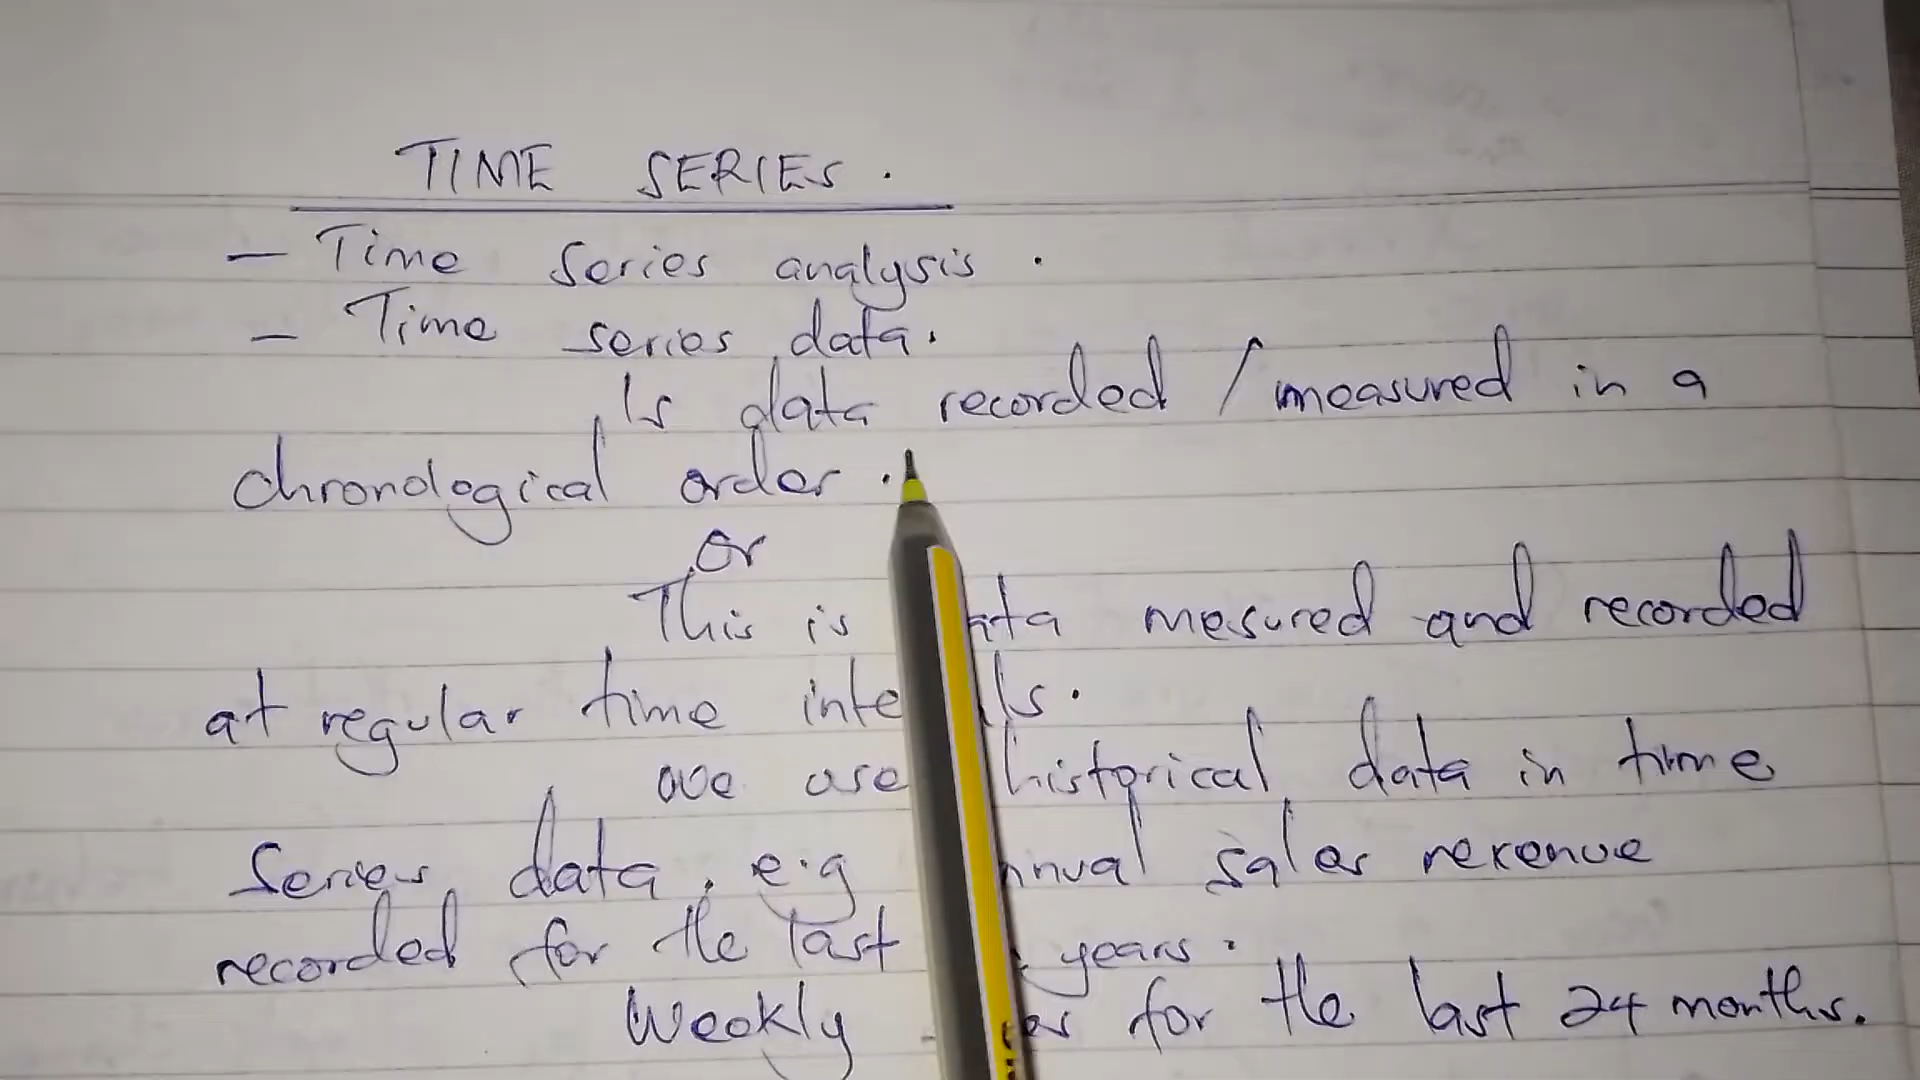 TIME SERIES.
- Time Series analysis.
- Time series data.
Is data recorded / measured in a
chronological order.
Or
This is mesured and recorded
at regular time
we use historical data in time
Series data, e.g sales revenue
recorded for the last years.
Weekly for the last 24 months.